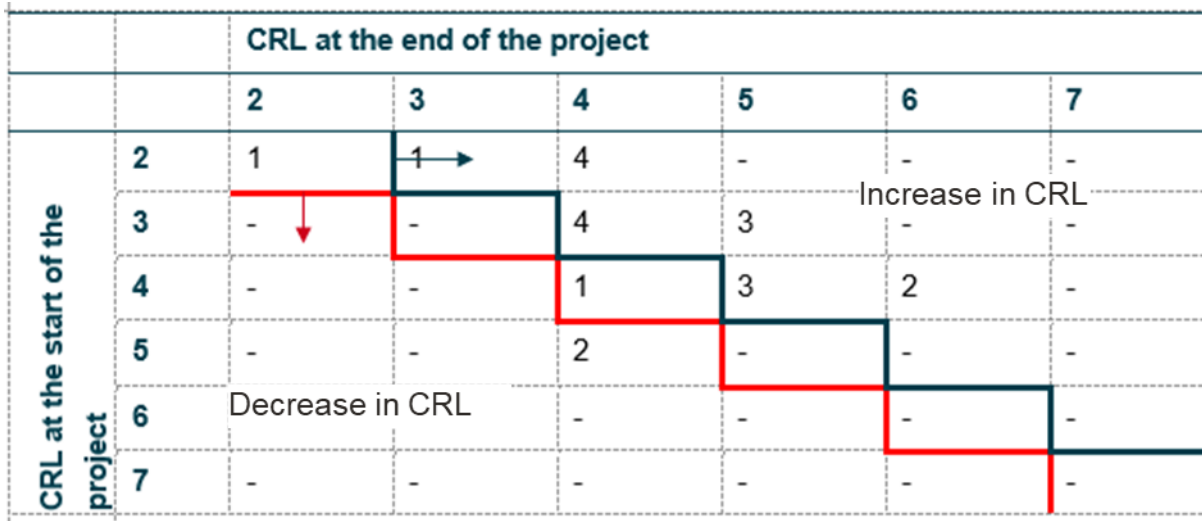 CRL at the end of the project
2 3 4 5 6 7
CRL at the start of the
project
2 1 1 4 - - -
Increase in CRL
3 - - 4 3 - -
4 - - 1 3 2 -
5 - - 2 - - -
Decrease in CRL
6 - - - -
7 - - - - - -